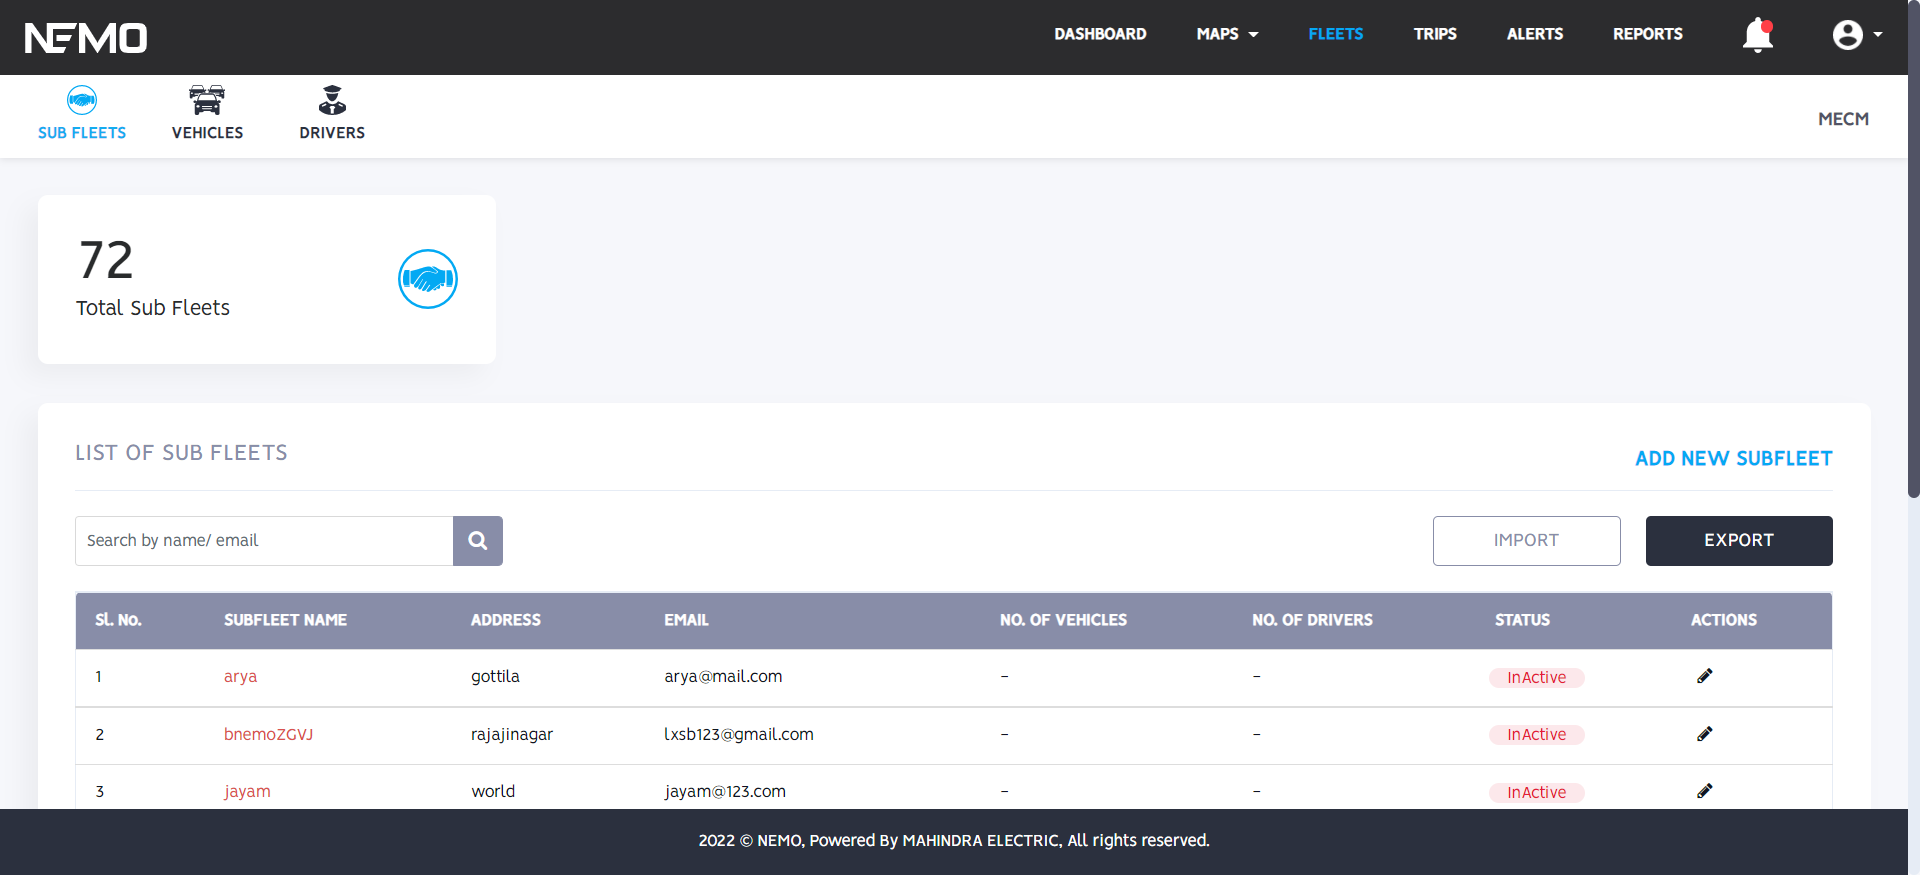 NEMO
DASHBOARD MAPS FLEETS TRIPS ALERTS REPORTS
SUB FLEETS VEHICLES DRIVERS
MECM
72
Total Sub Fleets
LIST OF SUB FLEETS
ADD NEW SUBFLEET
Search by name/ email
IMPORT EXPORT
Sl. No. SUBFLEET NAME ADDRESS EMAIL NO. OF VEHICLES NO. OF DRIVERS STATUS ACTIONS
1 arya gottila arya@mail.com - - InActive
2 bnemoZGVJ rajajinagar lxsb123@gmail.com - - InActive
3 jayam world jayam@123.com - - InActive
2022 © NEMO, Powered By MAHINDRA ELECTRIC, All rights reserved.